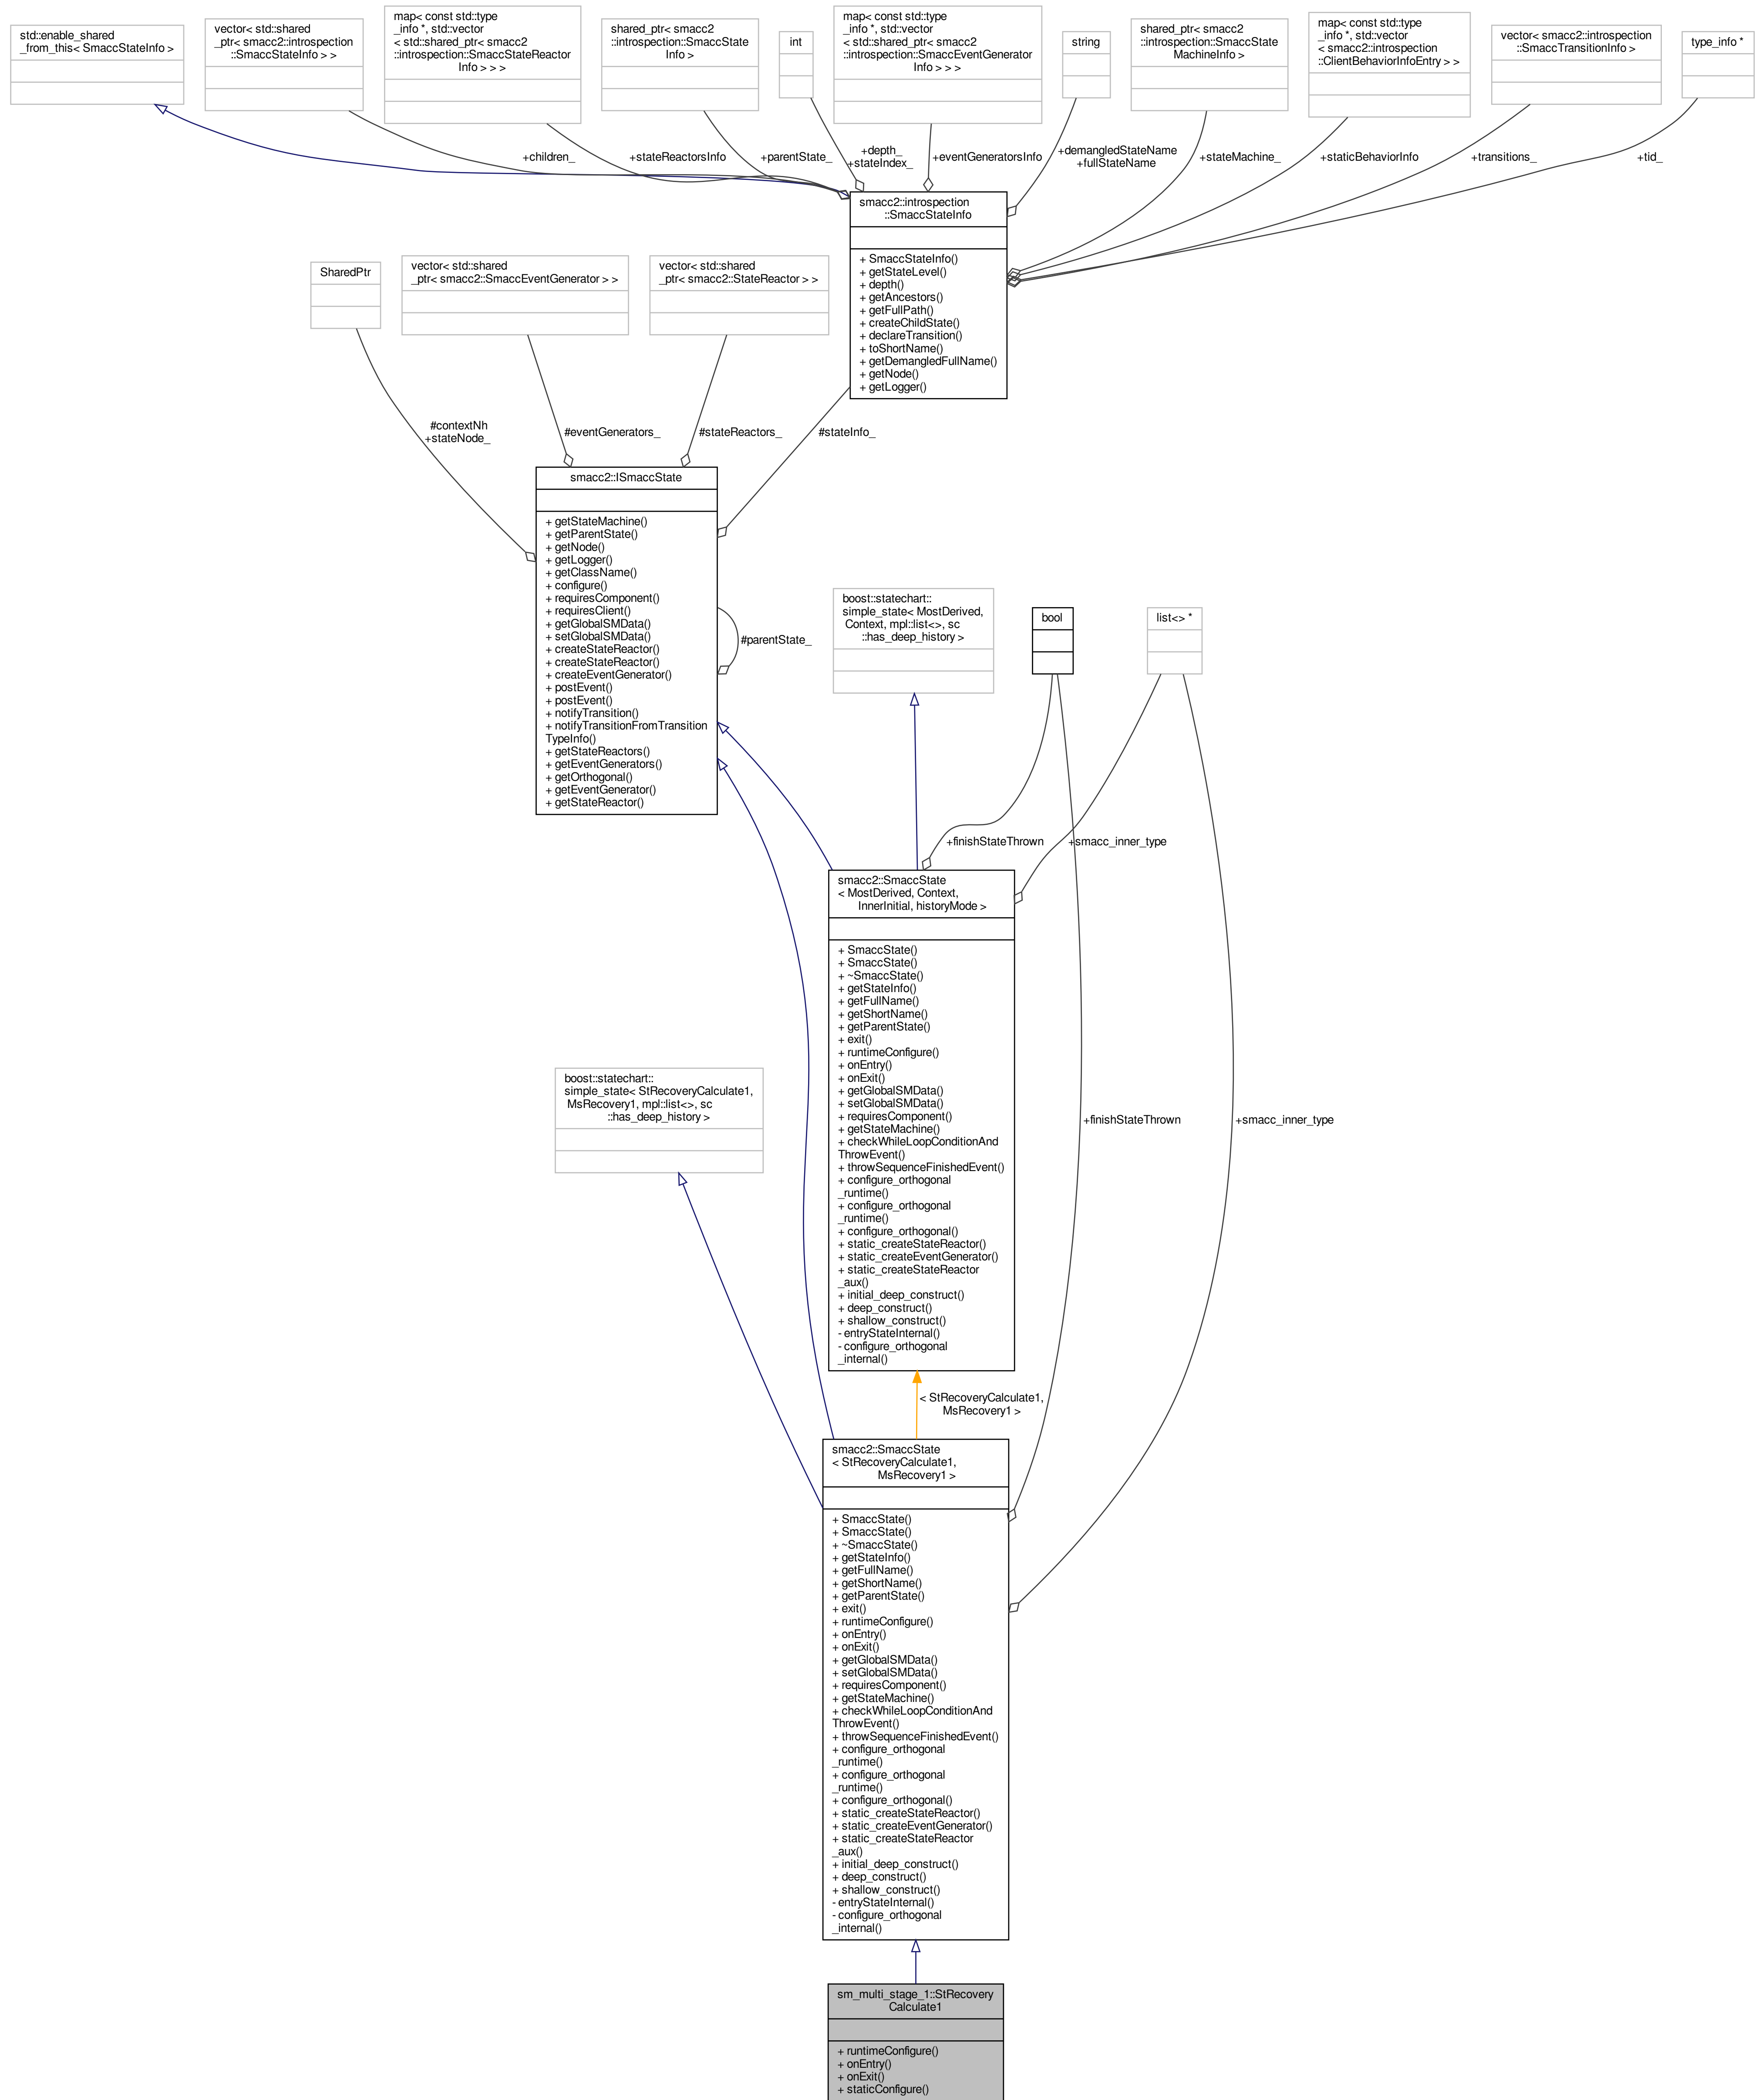 std::enable_shared
_from_this< SmaccStateInfo >
vector< std::shared
_ptr< smacc2::introspection
::SmaccStateInfo > >
map< const std::type
_info *, std::vector
< std::shared_ptr< smacc2
::introspection::SmaccStateReactor
Info > > >
shared_ptr< smacc2
::introspection::SmaccState
Info >
int
map< const std::type
_info *, std::vector
< std::shared_ptr< smacc2
::introspection::SmaccEventGenerator
Info > > >
string
shared_ptr< smacc2
::introspection::SmaccState
MachineInfo >
map< const std::type
_info *, std::vector
< smacc2::introspection
::ClientBehaviorInfoEntry > >
vector< smacc2::introspection
::SmaccTransitionInfo >
type_info *
+children_
+stateReactorsInfo
+parentState_
+depth_
+stateIndex_
+eventGeneratorsInfo
+demangledStateName
+fullStateName
+stateMachine_
+staticBehaviorInfo
+transitions_
+tid_
smacc2::introspection
::SmaccStateInfo
+ SmaccStateInfo()
+ getStateLevel()
+ depth()
+ getAncestors()
+ getFullPath()
+ createChildState()
+ declareTransition()
+ toShortName()
+ getDemangledFullName()
+ getNode()
+ getLogger()
SharedPtr
vector< std::shared
_ptr< smacc2::SmaccEventGenerator > >
vector< std::shared
_ptr< smacc2::StateReactor > >
#contextNh
+stateNode_
#eventGenerators_
#stateReactors_
#stateInfo_
smacc2::ISmaccState
+ getStateMachine()
+ getParentState()
+ getNode()
+ getLogger()
+ getClassName()
+ configure()
+ requiresComponent()
+ requiresClient()
+ getGlobalSMData()
+ setGlobalSMData()
+ createStateReactor()
+ createStateReactor()
+ createEventGenerator()
+ postEvent()
+ postEvent()
+ notifyTransition()
+ notifyTransitionFromTransition
TypeInfo()
+ getStateReactors()
+ getEventGenerators()
+ getOrthogonal()
+ getEventGenerator()
+ getStateReactor()
#parentState_
boost::statechart::
simple_state< MostDerived,
Context, mpl::list<>, sc
::has_deep_history >
bool
list<> *
+finishStateThrown
+smacc_inner_type
smacc2::SmaccState
< MostDerived, Context,
InnerInitial, historyMode >
+ SmaccState()
+ SmaccState()
+ ~SmaccState()
+ getStateInfo()
+ getFullName()
+ getShortName()
+ getParentState()
+ exit()
+ runtimeConfigure()
+ onEntry()
+ onExit()
+ getGlobalSMData()
+ setGlobalSMData()
+ requiresComponent()
+ getStateMachine()
+ checkWhileLoopConditionAnd
ThrowEvent()
+ throwSequenceFinishedEvent()
+ configure_orthogonal
_runtime()
+ configure_orthogonal
_runtime()
+ configure_orthogonal()
+ static_createStateReactor()
+ static_createEventGenerator()
+ static_createStateReactor
_aux()
+ initial_deep_construct()
+ deep_construct()
+ shallow_construct()
- entryStateInternal()
- configure_orthogonal
_internal()
boost::statechart::
simple_state< StRecoveryCalculate1,
MsRecovery1, mpl::list<>, sc
::has_deep_history >
+finishStateThrown
+smacc_inner_type
< StRecoveryCalculate1,
MsRecovery1 >
smacc2::SmaccState
< StRecoveryCalculate1,
MsRecovery1 >
+ SmaccState()
+ SmaccState()
+ ~SmaccState()
+ getStateInfo()
+ getFullName()
+ getShortName()
+ getParentState()
+ exit()
+ runtimeConfigure()
+ onEntry()
+ onExit()
+ getGlobalSMData()
+ setGlobalSMData()
+ requiresComponent()
+ getStateMachine()
+ checkWhileLoopConditionAnd
ThrowEvent()
+ throwSequenceFinishedEvent()
+ configure_orthogonal
_runtime()
+ configure_orthogonal
_runtime()
+ configure_orthogonal()
+ static_createStateReactor()
+ static_createEventGenerator()
+ static_createStateReactor
_aux()
+ initial_deep_construct()
+ deep_construct()
+ shallow_construct()
- entryStateInternal()
- configure_orthogonal
_internal()
sm_multi_stage_1::StRecovery
Calculate1
+ runtimeConfigure()
+ onEntry()
+ onExit()
+ staticConfigure()